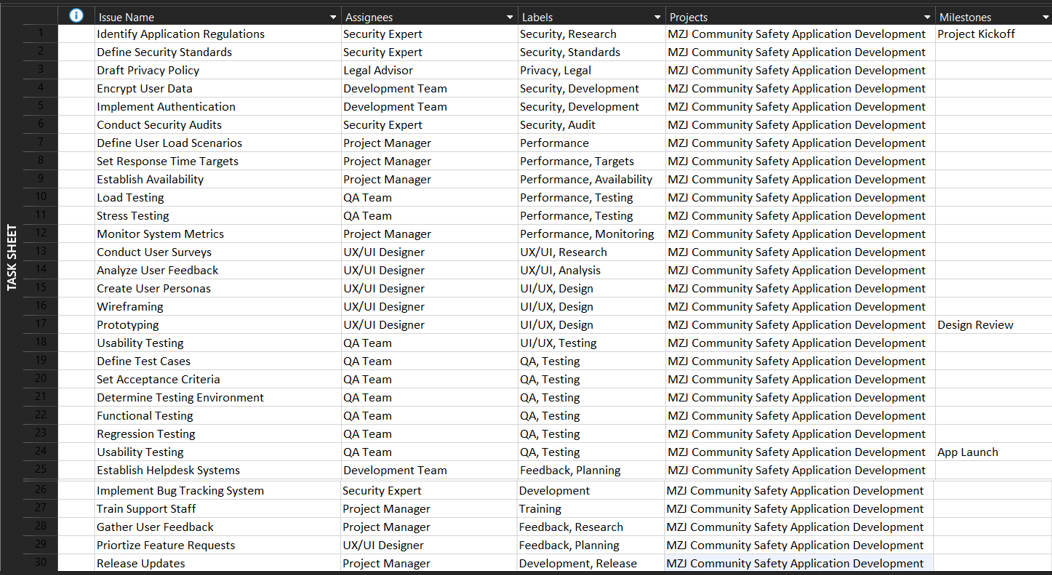 Issue Name Assignees Labels Projects Milestones
1 Identify Application Regulations Security Expert Security, Research MZJ Community Safety Application Development Project Kickoff
2 Define Security Standards Security Expert Security, Standards MZJ Community Safety Application Development
3 Draft Privacy Policy Legal Advisor Privacy, Legal MZJ Community Safety Application Development
4 Encrypt User Data Development Team Security, Development MZJ Community Safety Application Development
5 Implement Authentication Development Team Security, Development MZJ Community Safety Application Development
6 Conduct Security Audits Security Expert Security, Audit MZJ Community Safety Application Development
7 Define User Load Scenarios Project Manager Performance MZJ Community Safety Application Development
8 Set Response Time Targets Project Manager Performance, Targets MZJ Community Safety Application Development
9 Establish Availability Project Manager Performance, Availability MZJ Community Safety Application Development
10 Load Testing QA Team Performance, Testing MZJ Community Safety Application Development
11 Stress Testing QA Team Performance, Testing MZJ Community Safety Application Development
12 Monitor System Metrics Project Manager Performance, Monitoring MZJ Community Safety Application Development
13 Conduct User Surveys UX/UI Designer UX/UI, Research MZJ Community Safety Application Development
14 Analyze User Feedback UX/UI Designer UX/UI, Analysis MZJ Community Safety Application Development
15 Create User Personas UX/UI Designer UI/UX, Design MZJ Community Safety Application Development
16 Wireframing UX/UI Designer UI/UX, Design MZJ Community Safety Application Development
17 Prototyping UX/UI Designer UI/UX, Design MZJ Community Safety Application Development Design Review
18 Usability Testing QA Team UI/UX, Testing MZJ Community Safety Application Development
19 Define Test Cases QA Team QA, Testing MZJ Community Safety Application Development
20 Set Acceptance Criteria QA Team QA, Testing MZJ Community Safety Application Development
21 Determine Testing Environment QA Team QA, Testing MZJ Community Safety Application Development
22 Functional Testing QA Team QA, Testing MZJ Community Safety Application Development
23 Regression Testing QA Team QA, Testing MZJ Community Safety Application Development
24 Usability Testing QA Team QA, Testing MZJ Community Safety Application Development App Launch
25 Establish Helpdesk Systems Development Team Feedback, Planning MZJ Community Safety Application Development
26 Implement Bug Tracking System Security Expert Development MZJ Community Safety Application Development
27 Train Support Staff Project Manager Training MZJ Community Safety Application Development
28 Gather User Feedback Project Manager Feedback, Research MZJ Community Safety Application Development
29 Priortize Feature Requests UX/UI Designer Feedback, Planning MZJ Community Safety Application Development
30 Release Updates Project Manager Development, Release MZJ Community Safety Application Development
TASK SHEET